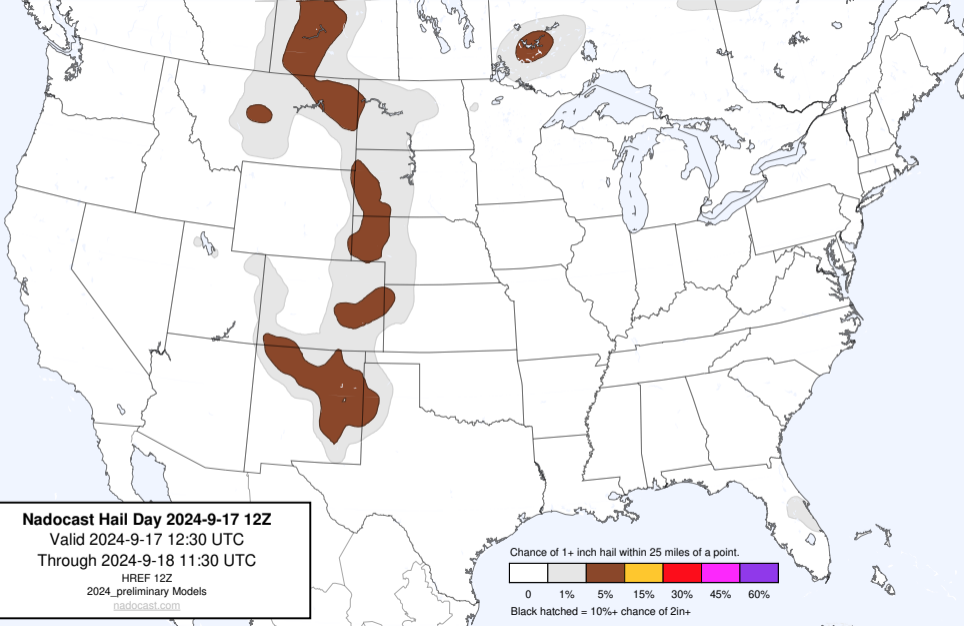 Nadocast Hail Day 2024-9-17 12Z
Valid 2024-9-17 12:30 UTC
Through 2024-9-18 11:30 UTC
HREF 12Z
2024_preliminary Models
nadocast.com
Chance of 1+ inch hail within 25 miles of a point.
0 1% 5% 15% 30% 45% 60%
Black hatched = 10%+ chance of 2in+